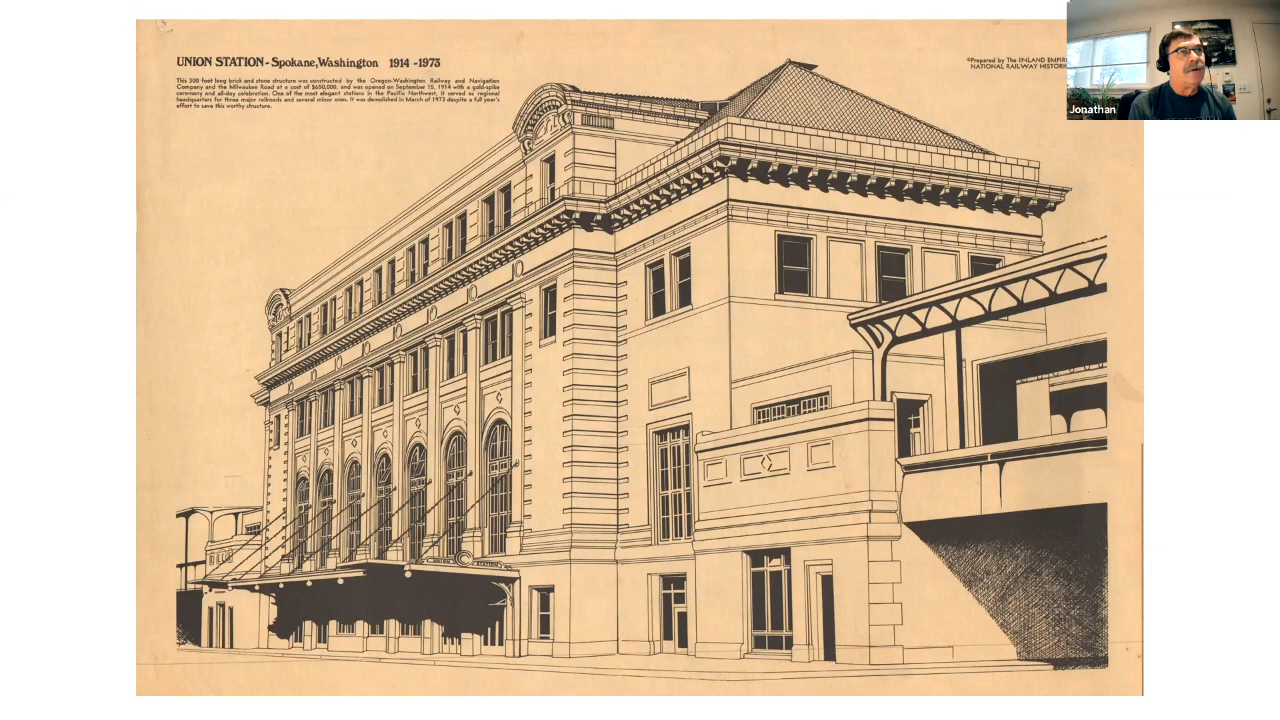 UNION STATION - Spokane, Washington 1914 - 1973
This 300 foot long brick and stone structure was constructed by the Oregon-Washington Railway and Navigation
Company and the Milwaukee Road at a cost of $650,000, and was opened on September 15, 1914 with a gold-spike
ceremony and all-day celebration. One of the most elegant stations in the Pacific Northwest, it served as regional
headquarters for three major railroads and several minor ones. It was demolished in March of 1973 despite a full year's
effort to save this worthy structure.
©Prepared by The INLAND EMPIR
NATIONAL RAILWAY HISTORIC
Jonathan
UNION STATION